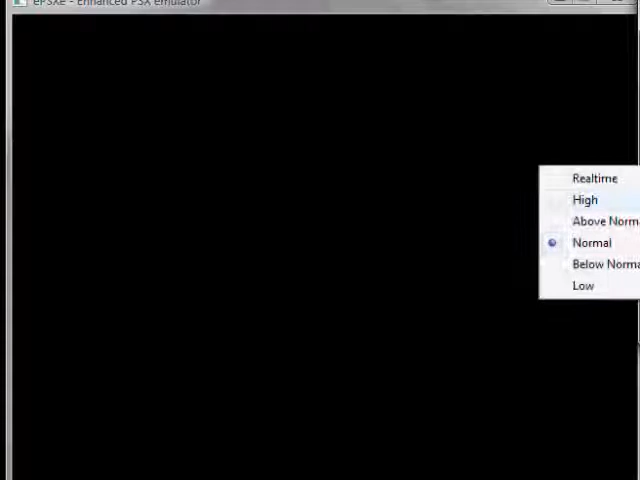 ePSXe - Enhanced PSX emulator
Realtime
High
Above Norm
Normal
Below Norma
Low